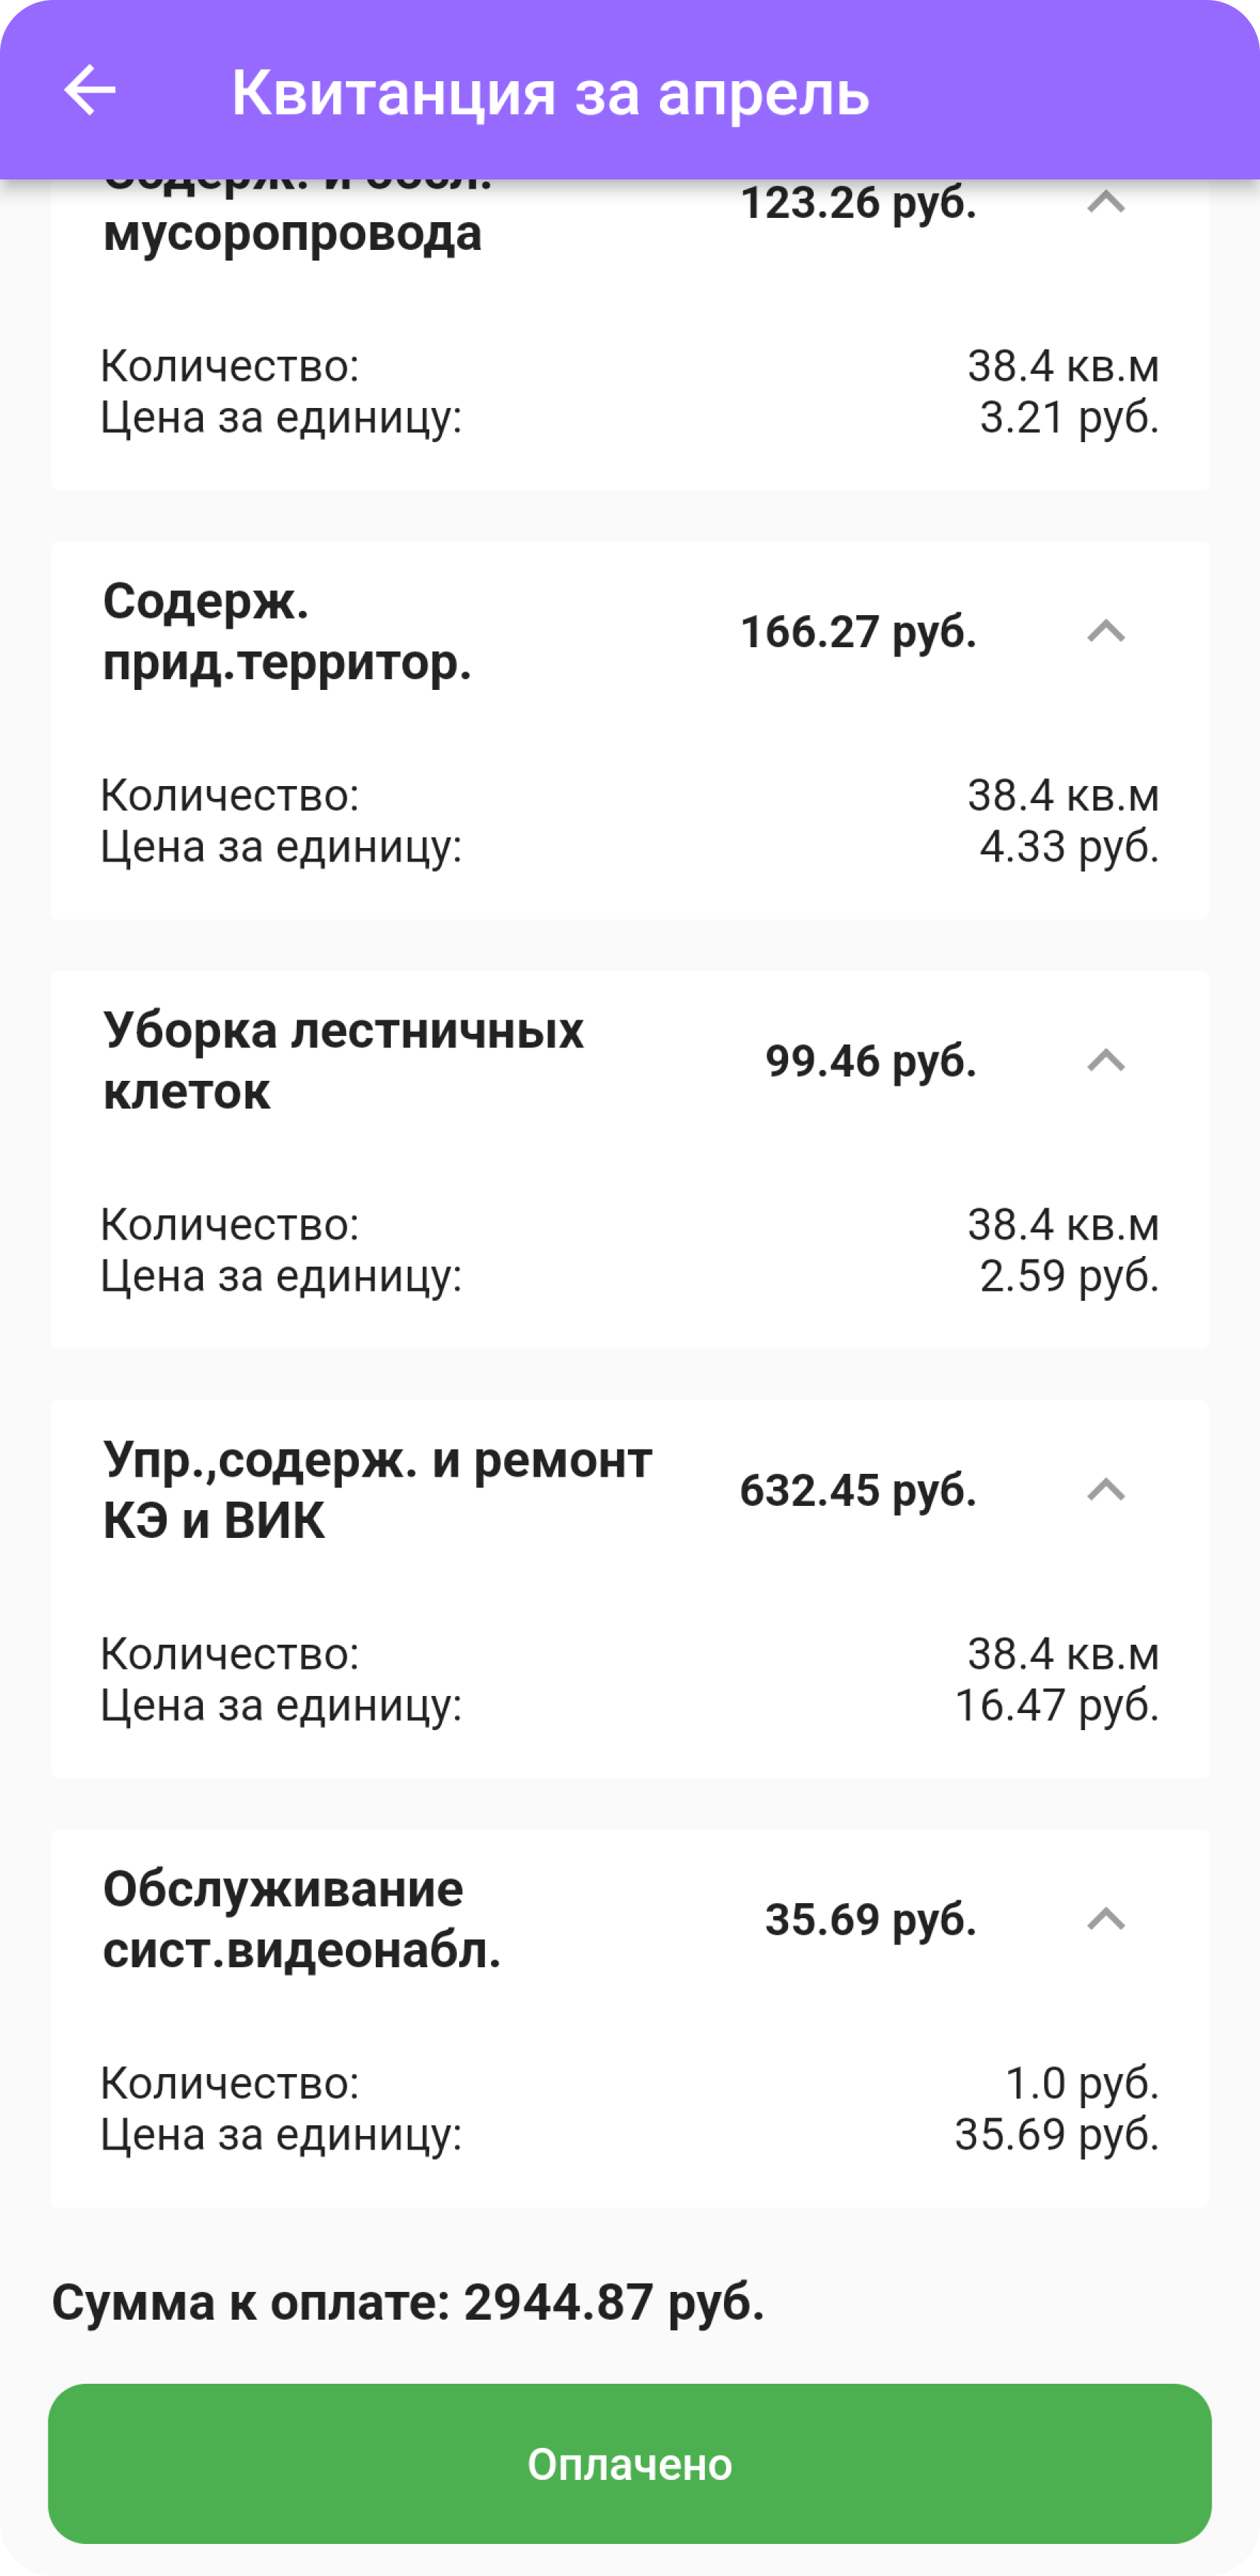 Квитанция за апрель
мусоропровода
123.26 руб.
Количество: 38.4 кв.м
Цена за единицу: 3.21 руб.
Содерж.
прид.территор.
166.27 руб.
Количество: 38.4 кв.м
Цена за единицу: 4.33 руб.
Уборка лестничных
клеток
99.46 руб.
Количество: 38.4 кв.м
Цена за единицу: 2.59 руб.
Упр.,содерж. и ремонт
КЭ и ВИК
632.45 руб.
Количество: 38.4 кв.м
Цена за единицу: 16.47 руб.
Обслуживание
сист.видеонабл.
35.69 руб.
Количество: 1.0 руб.
Цена за единицу: 35.69 руб.
Сумма к оплате: 2944.87 руб.
Оплачено